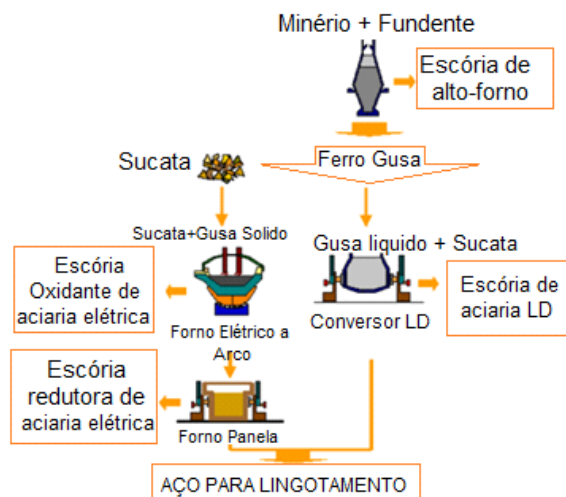 Minério + Fundente
Escória de
alto-forno
Ferro Gusa
Sucata
Sucata+Gusa Solido
Gusa liquido + Sucata
Escória
Oxidante de
aciaria elétrica
Escória de
aciaria LD
Forno Elétrico a
Arco
Conversor LD
Escória
redutora de
aciaria elétrica
Forno Panela
AÇO PARA LINGOTAMENTO